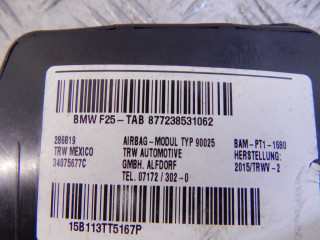 BMW F25-TAB 877238531062
286819
TRW MEXICO
34075677C
AIRBAG-MODUL TYP 90025
TRW AUTOMOTIVE
GMBH. ALFDORF
TEL. 07172 / 302-0
BAM-PT1-1680
HERSTELLUNG:
2015/TRWV-2
15B113TT5167P